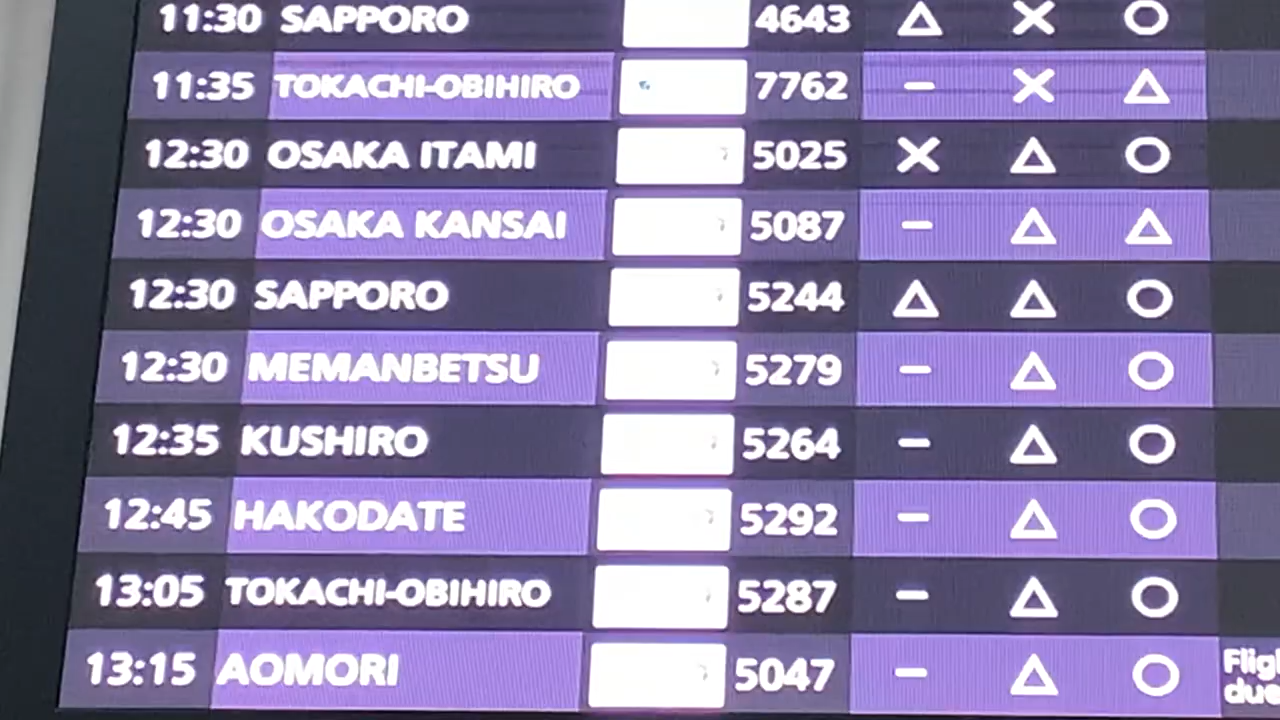 11:30 SAPPORO 4643 △ × ○
11:35 TOKACHI-OBIHIRO 7762 - × △
12:30 OSAKA ITAMI 5025 × △ ○
12:30 OSAKA KANSAI 5087 - △ △
12:30 SAPPORO 5244 △ △ ○
12:30 MEMANBETSU 5279 - △ ○
12:35 KUSHIRO 5264 - △ ○
12:45 HAKODATE 5292 - △ ○
13:05 TOKACHI-OBIHIRO 5287 - △ ○
13:15 AOMORI 5047 - △ ○
due